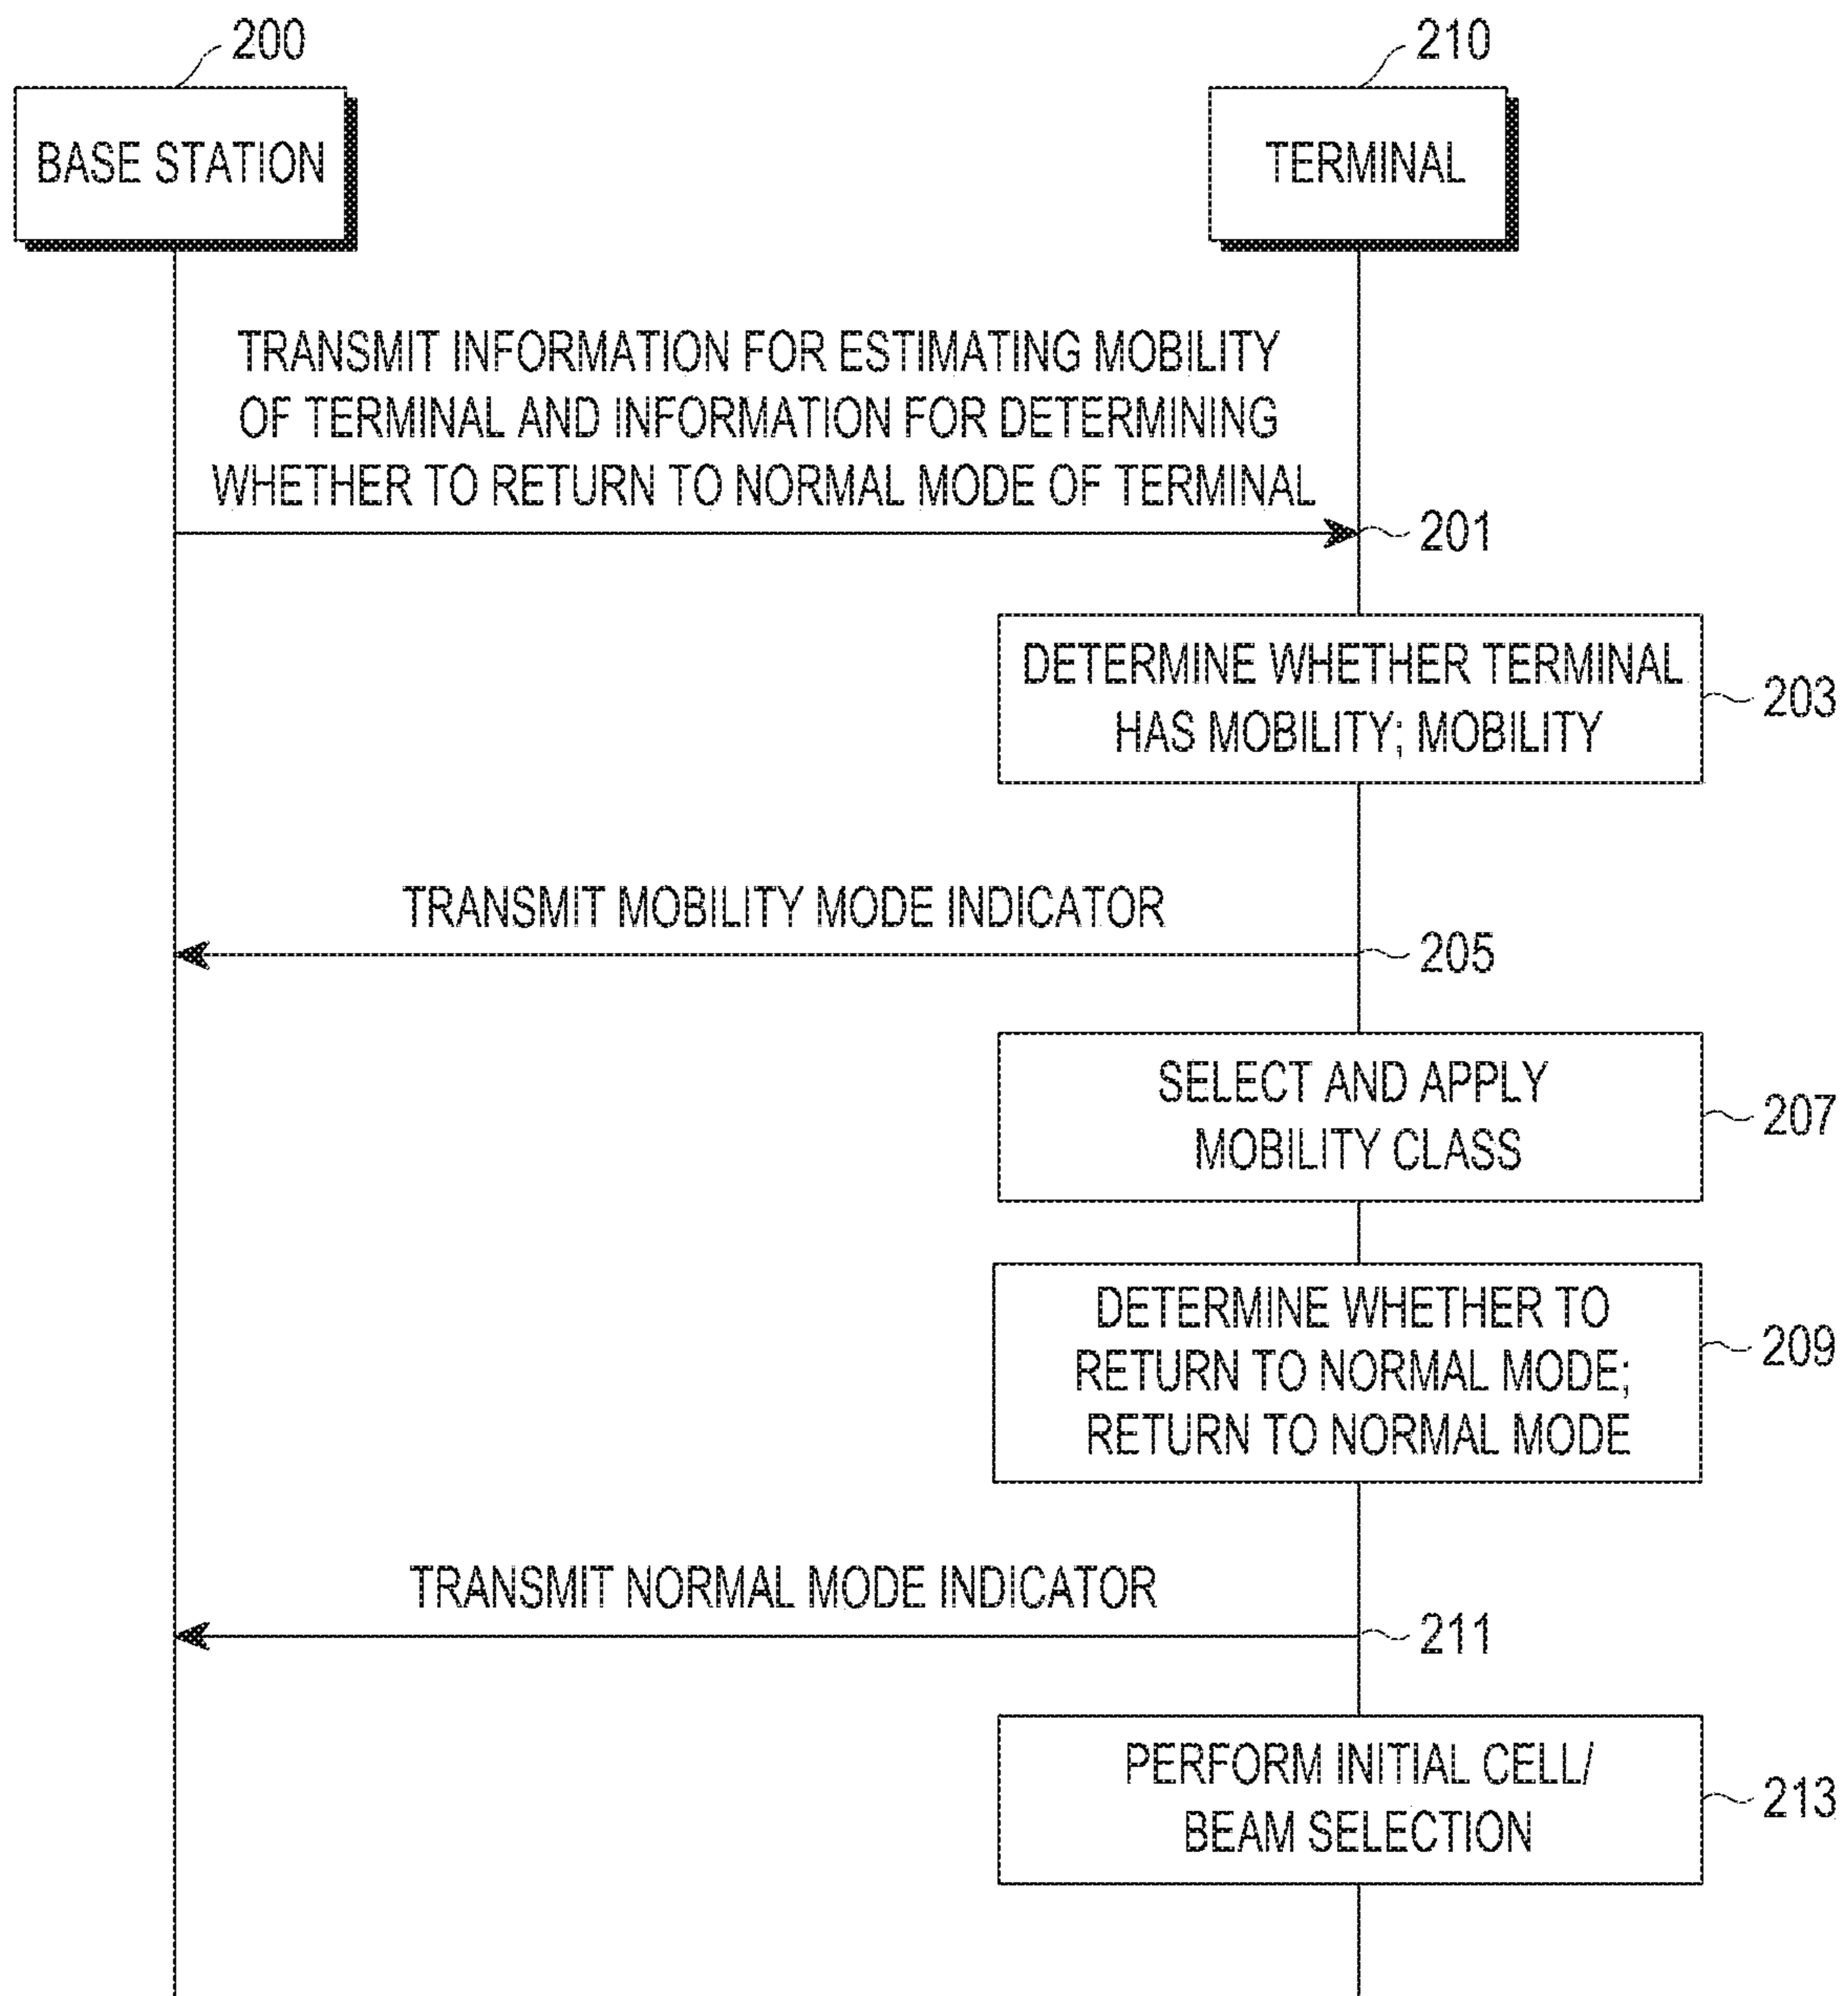 200
210
BASE STATION
TERMINAL
TRANSMIT INFORMATION FOR ESTIMATING MOBILITY
OF TERMINAL AND INFORMATION FOR DETERMINING
WHETHER TO RETURN TO NORMAL MODE OF TERMINAL
201
DETERMINE WHETHER TERMINAL
HAS MOBILITY; MOBILITY
203
TRANSMIT MOBILITY MODE INDICATOR
205
SELECT AND APPLY
MOBILITY CLASS
207
DETERMINE WHETHER TO
RETURN TO NORMAL MODE;
RETURN TO NORMAL MODE
209
TRANSMIT NORMAL MODE INDICATOR
211
PERFORM INITIAL CELL/
BEAM SELECTION
213